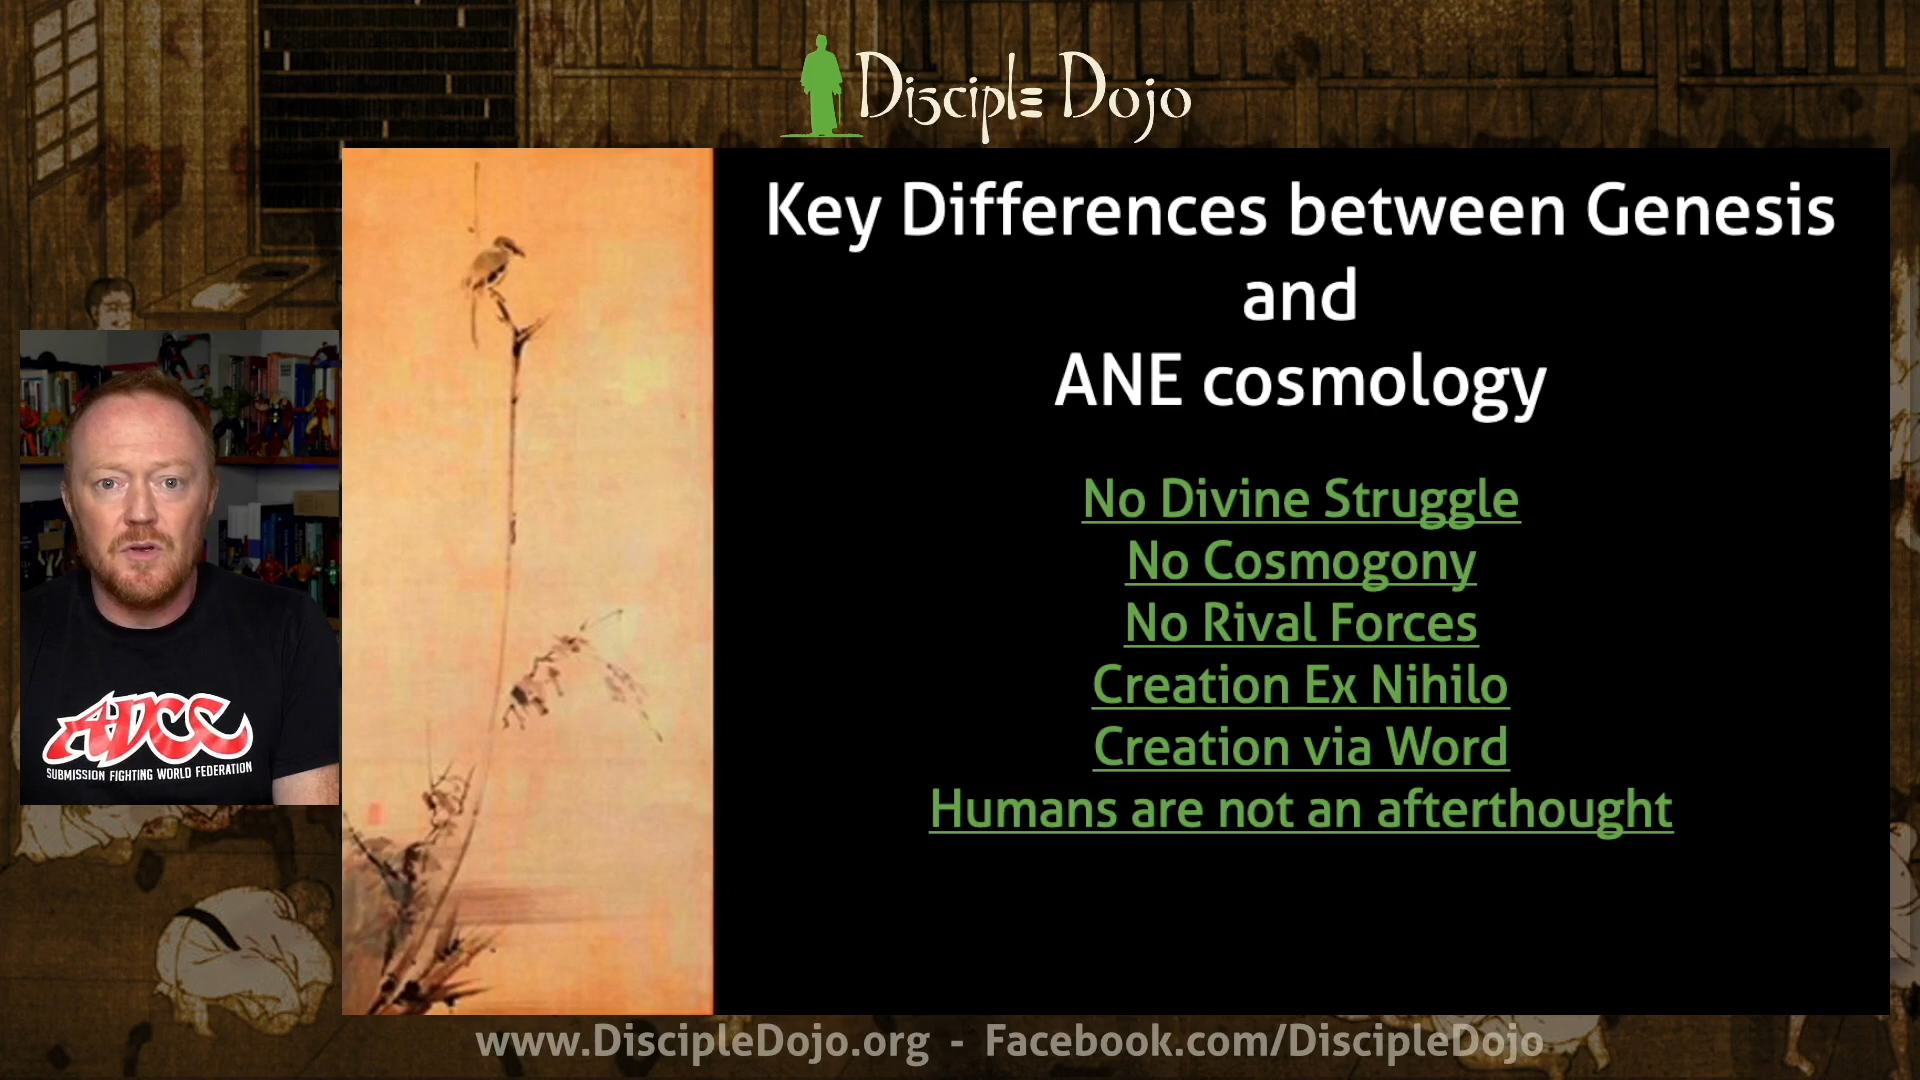 Disciple Dojo
Key Differences between Genesis
and
ANE cosmology
No Divine Struggle
No Cosmogony
No Rival Forces
Creation Ex Nihilo
Creation via Word
Humans are not an afterthought
ADCC
SUBMISSION FIGHTING WORLD FEDERATION
www.DiscipleDojo.org - Facebook.com/DiscipleDojo